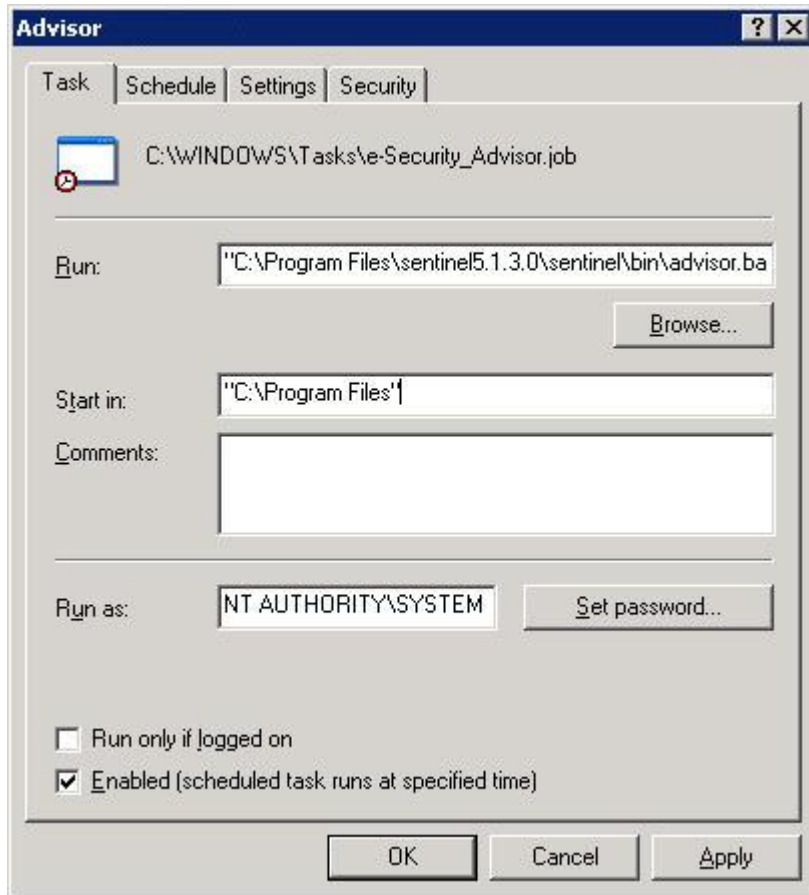 Advisor
Task Schedule Settings Security
C:\WINDOWS\Tasks\e-Security_Advisor.job
Run: "C:\Program Files\sentinel5.1.3.0\sentinel\bin\advisor.ba
Browse...
Start in: "C:\Program Files"
Comments:
Run as: NT AUTHORITY\SYSTEM Set password...
Run only if logged on
Enabled (scheduled task runs at specified time)
OK Cancel Apply